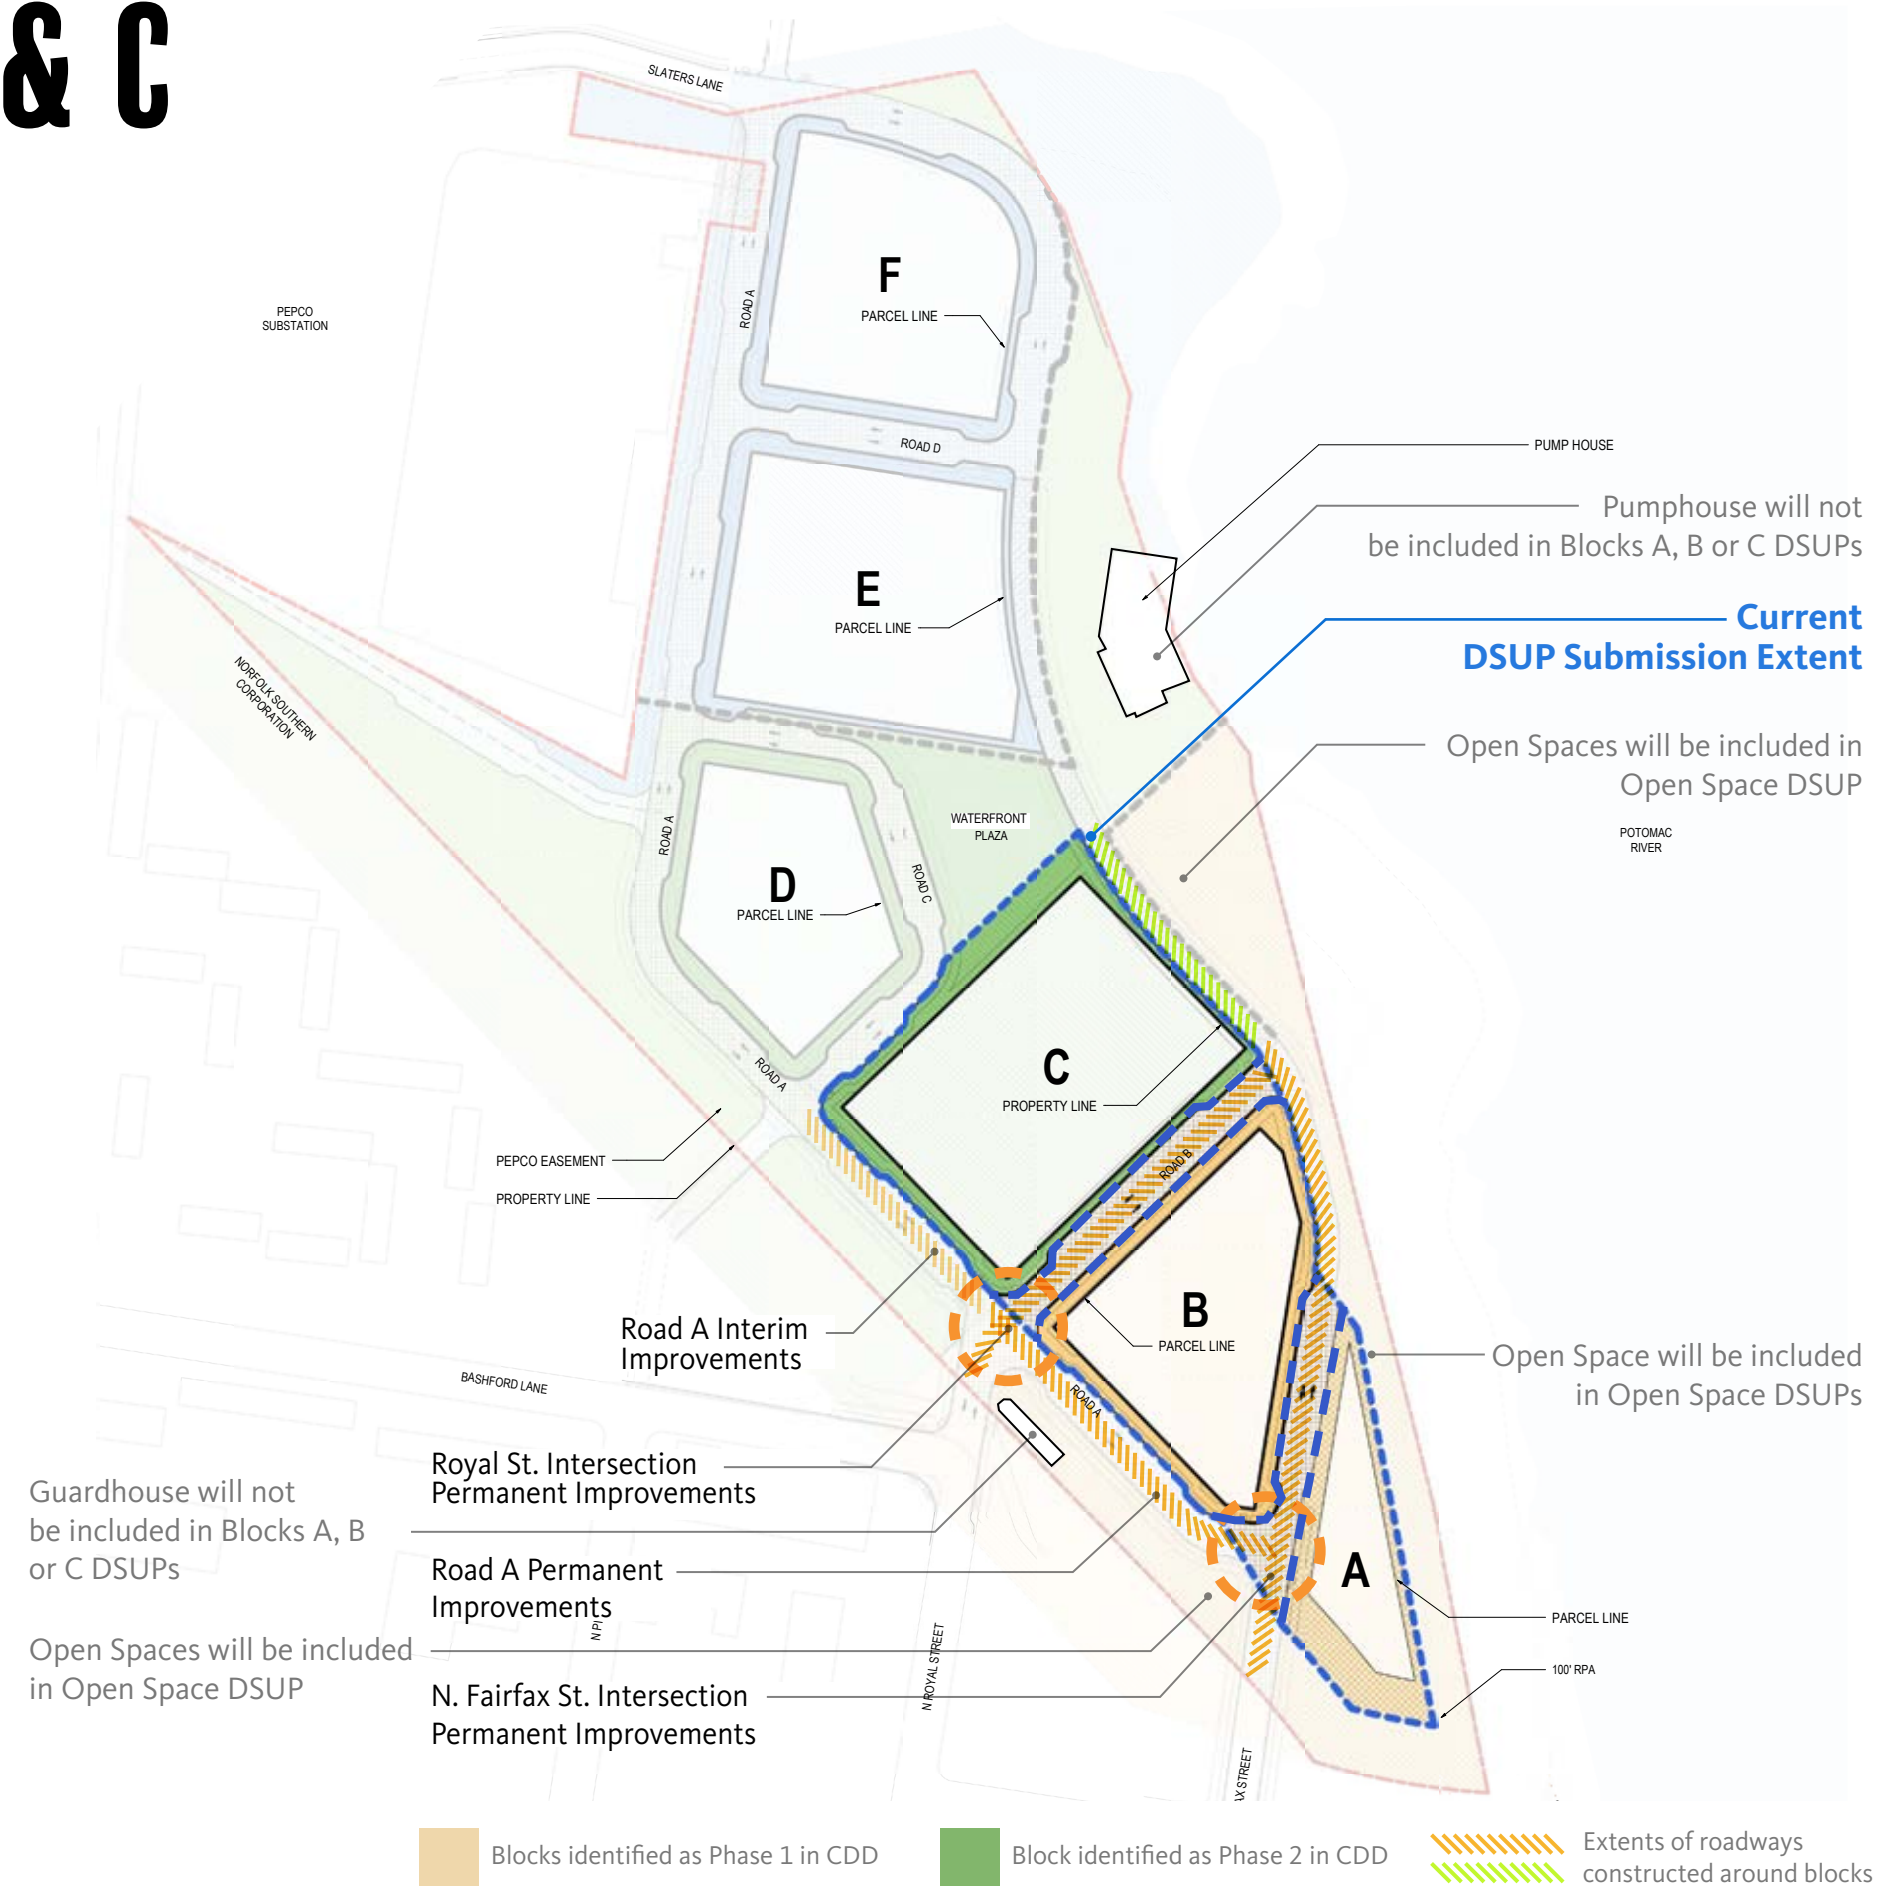 & C
SLATERS LANE
F
PARCEL LINE
ROAD A
PEPCO
SUBSTATION
ROAD D
PUMP HOUSE
Pumphouse will not
be included in Blocks A, B or C DSUPs
E
PARCEL LINE
Current
DSUP Submission Extent
NORFOLK SOUTHERN
CORPORATION
Open Spaces will be included in
Open Space DSUP
WATERFRONT
PLAZA
POTOMAC
RIVER
ROAD A
D
PARCEL LINE
ROAD C
C
PROPERTY LINE
ROAD A
PEPCO EASEMENT
PROPERTY LINE
ROAD B
B
PARCEL LINE
Road A Interim
Improvements
Open Space will be included
in Open Space DSUPs
BASHFORD LANE
ROAD A
Royal St. Intersection
Permanent Improvements
Guardhouse will not
be included in Blocks A, B
or C DSUPs
Road A Permanent
Improvements
A
PARCEL LINE
N PI
Open Spaces will be included
in Open Space DSUP
100' RPA
N ROYAL STREET
N. Fairfax St. Intersection
Permanent Improvements
AX STREET
Blocks identified as Phase 1 in CDD
Block identified as Phase 2 in CDD
Extents of roadways
constructed around blocks